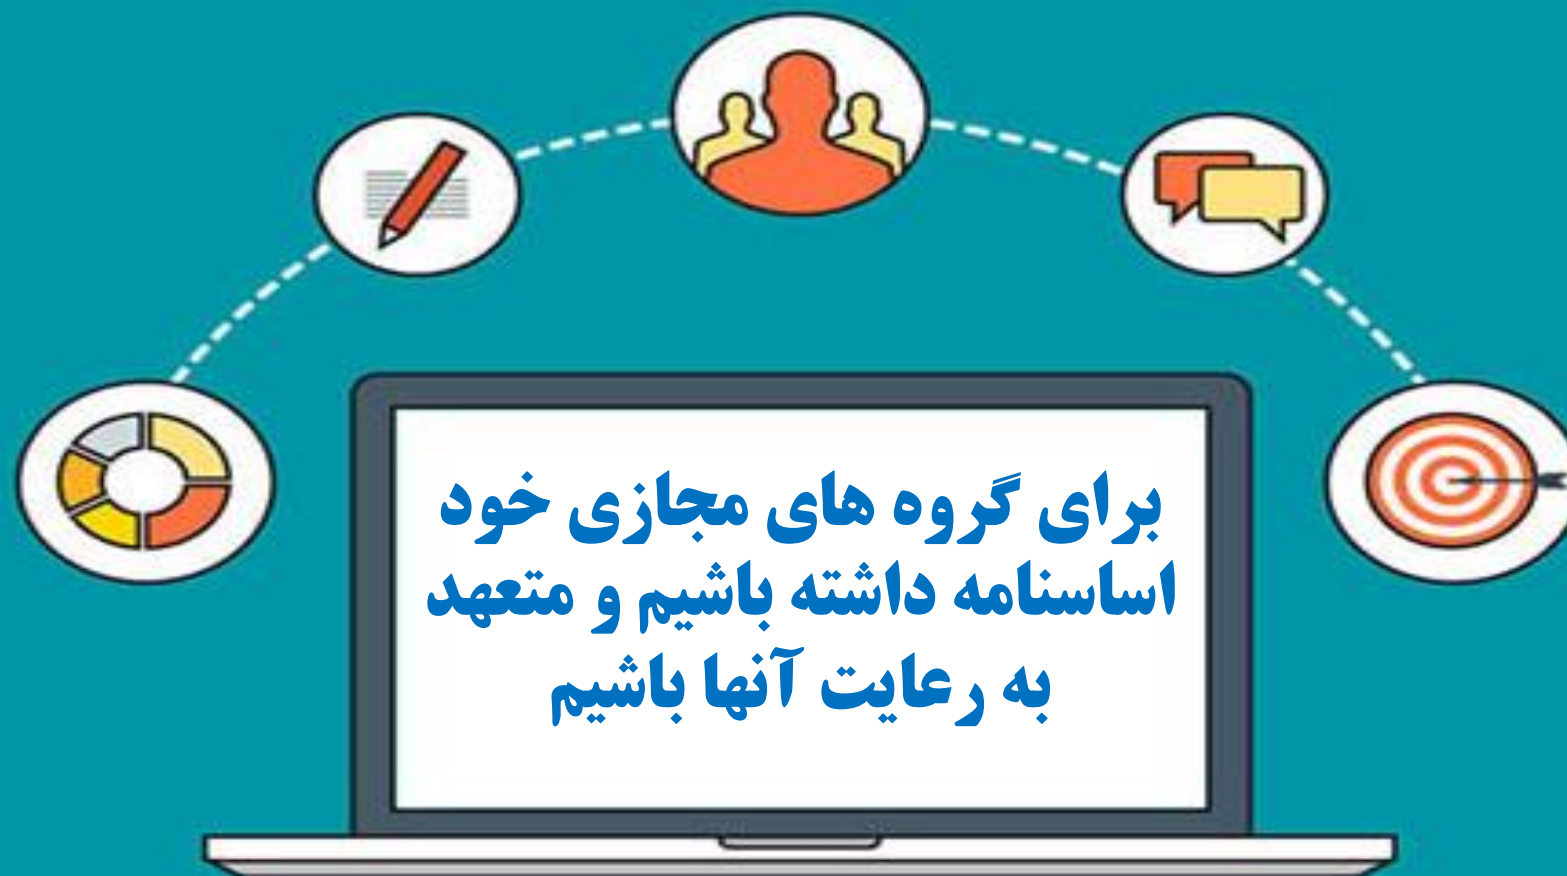 برای گروه های مجازی خود
اساسنامه داشته باشیم و متعهد
به رعایت آنها باشیم